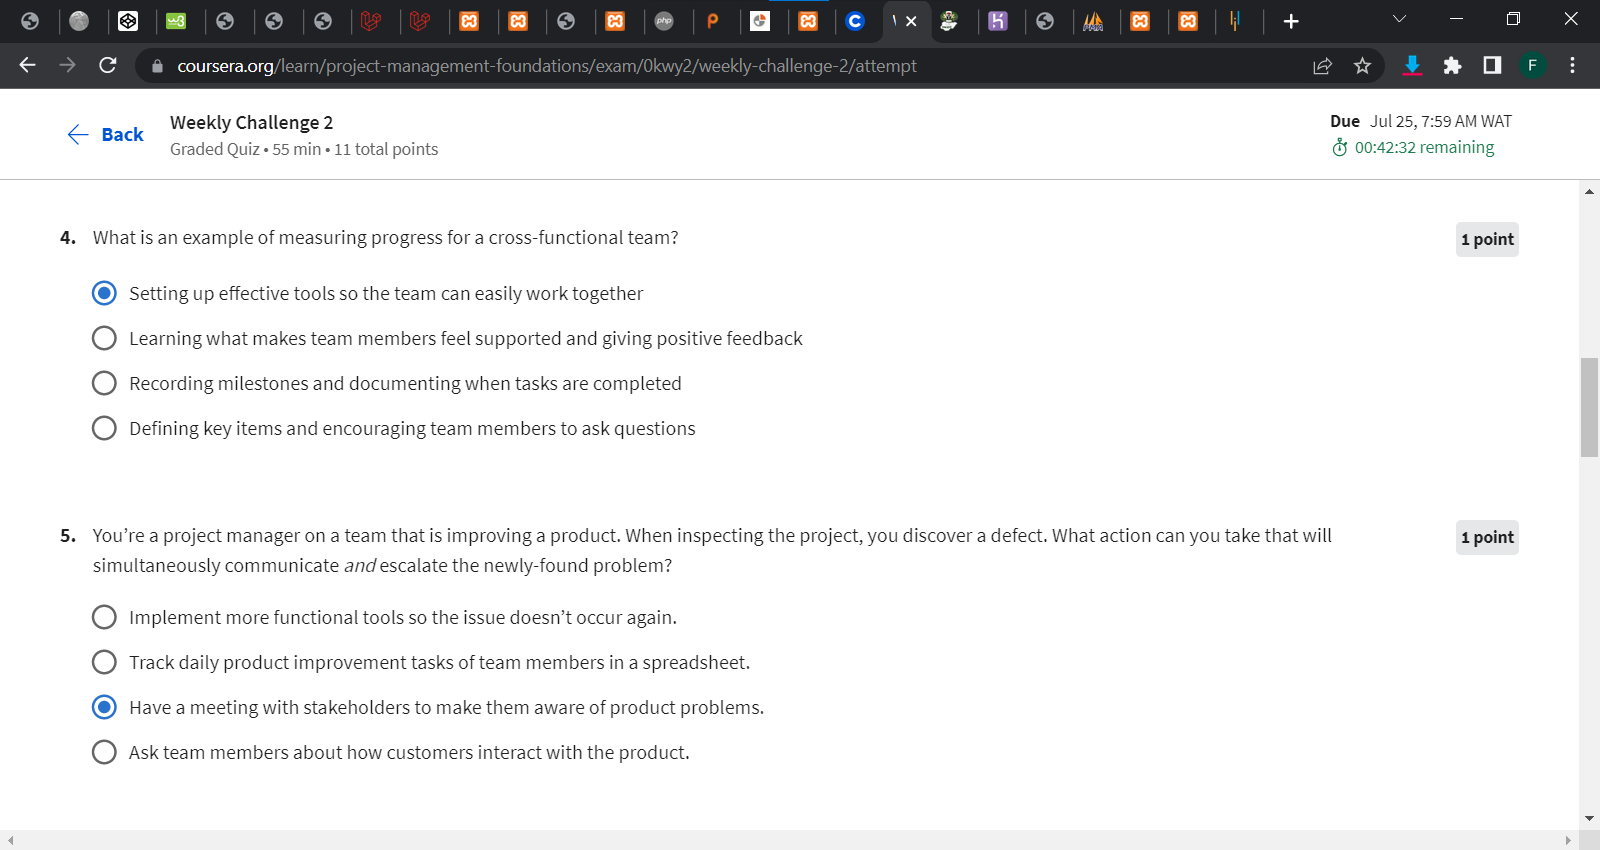 coursera.org/learn/project-management-foundations/exam/0kwy2/weekly-challenge-2/attempt
F
Back
Weekly Challenge 2
Graded Quiz • 55 min • 11 total points
Due Jul 25, 7:59 AM WAT
00:42:32 remaining
4. What is an example of measuring progress for a cross-functional team?
1 point
Setting up effective tools so the team can easily work together
Learning what makes team members feel supported and giving positive feedback
Recording milestones and documenting when tasks are completed
Defining key items and encouraging team members to ask questions
5. You’re a project manager on a team that is improving a product. When inspecting the project, you discover a defect. What action can you take that will
simultaneously communicate and escalate the newly-found problem?
1 point
Implement more functional tools so the issue doesn’t occur again.
Track daily product improvement tasks of team members in a spreadsheet.
Have a meeting with stakeholders to make them aware of product problems.
Ask team members about how customers interact with the product.